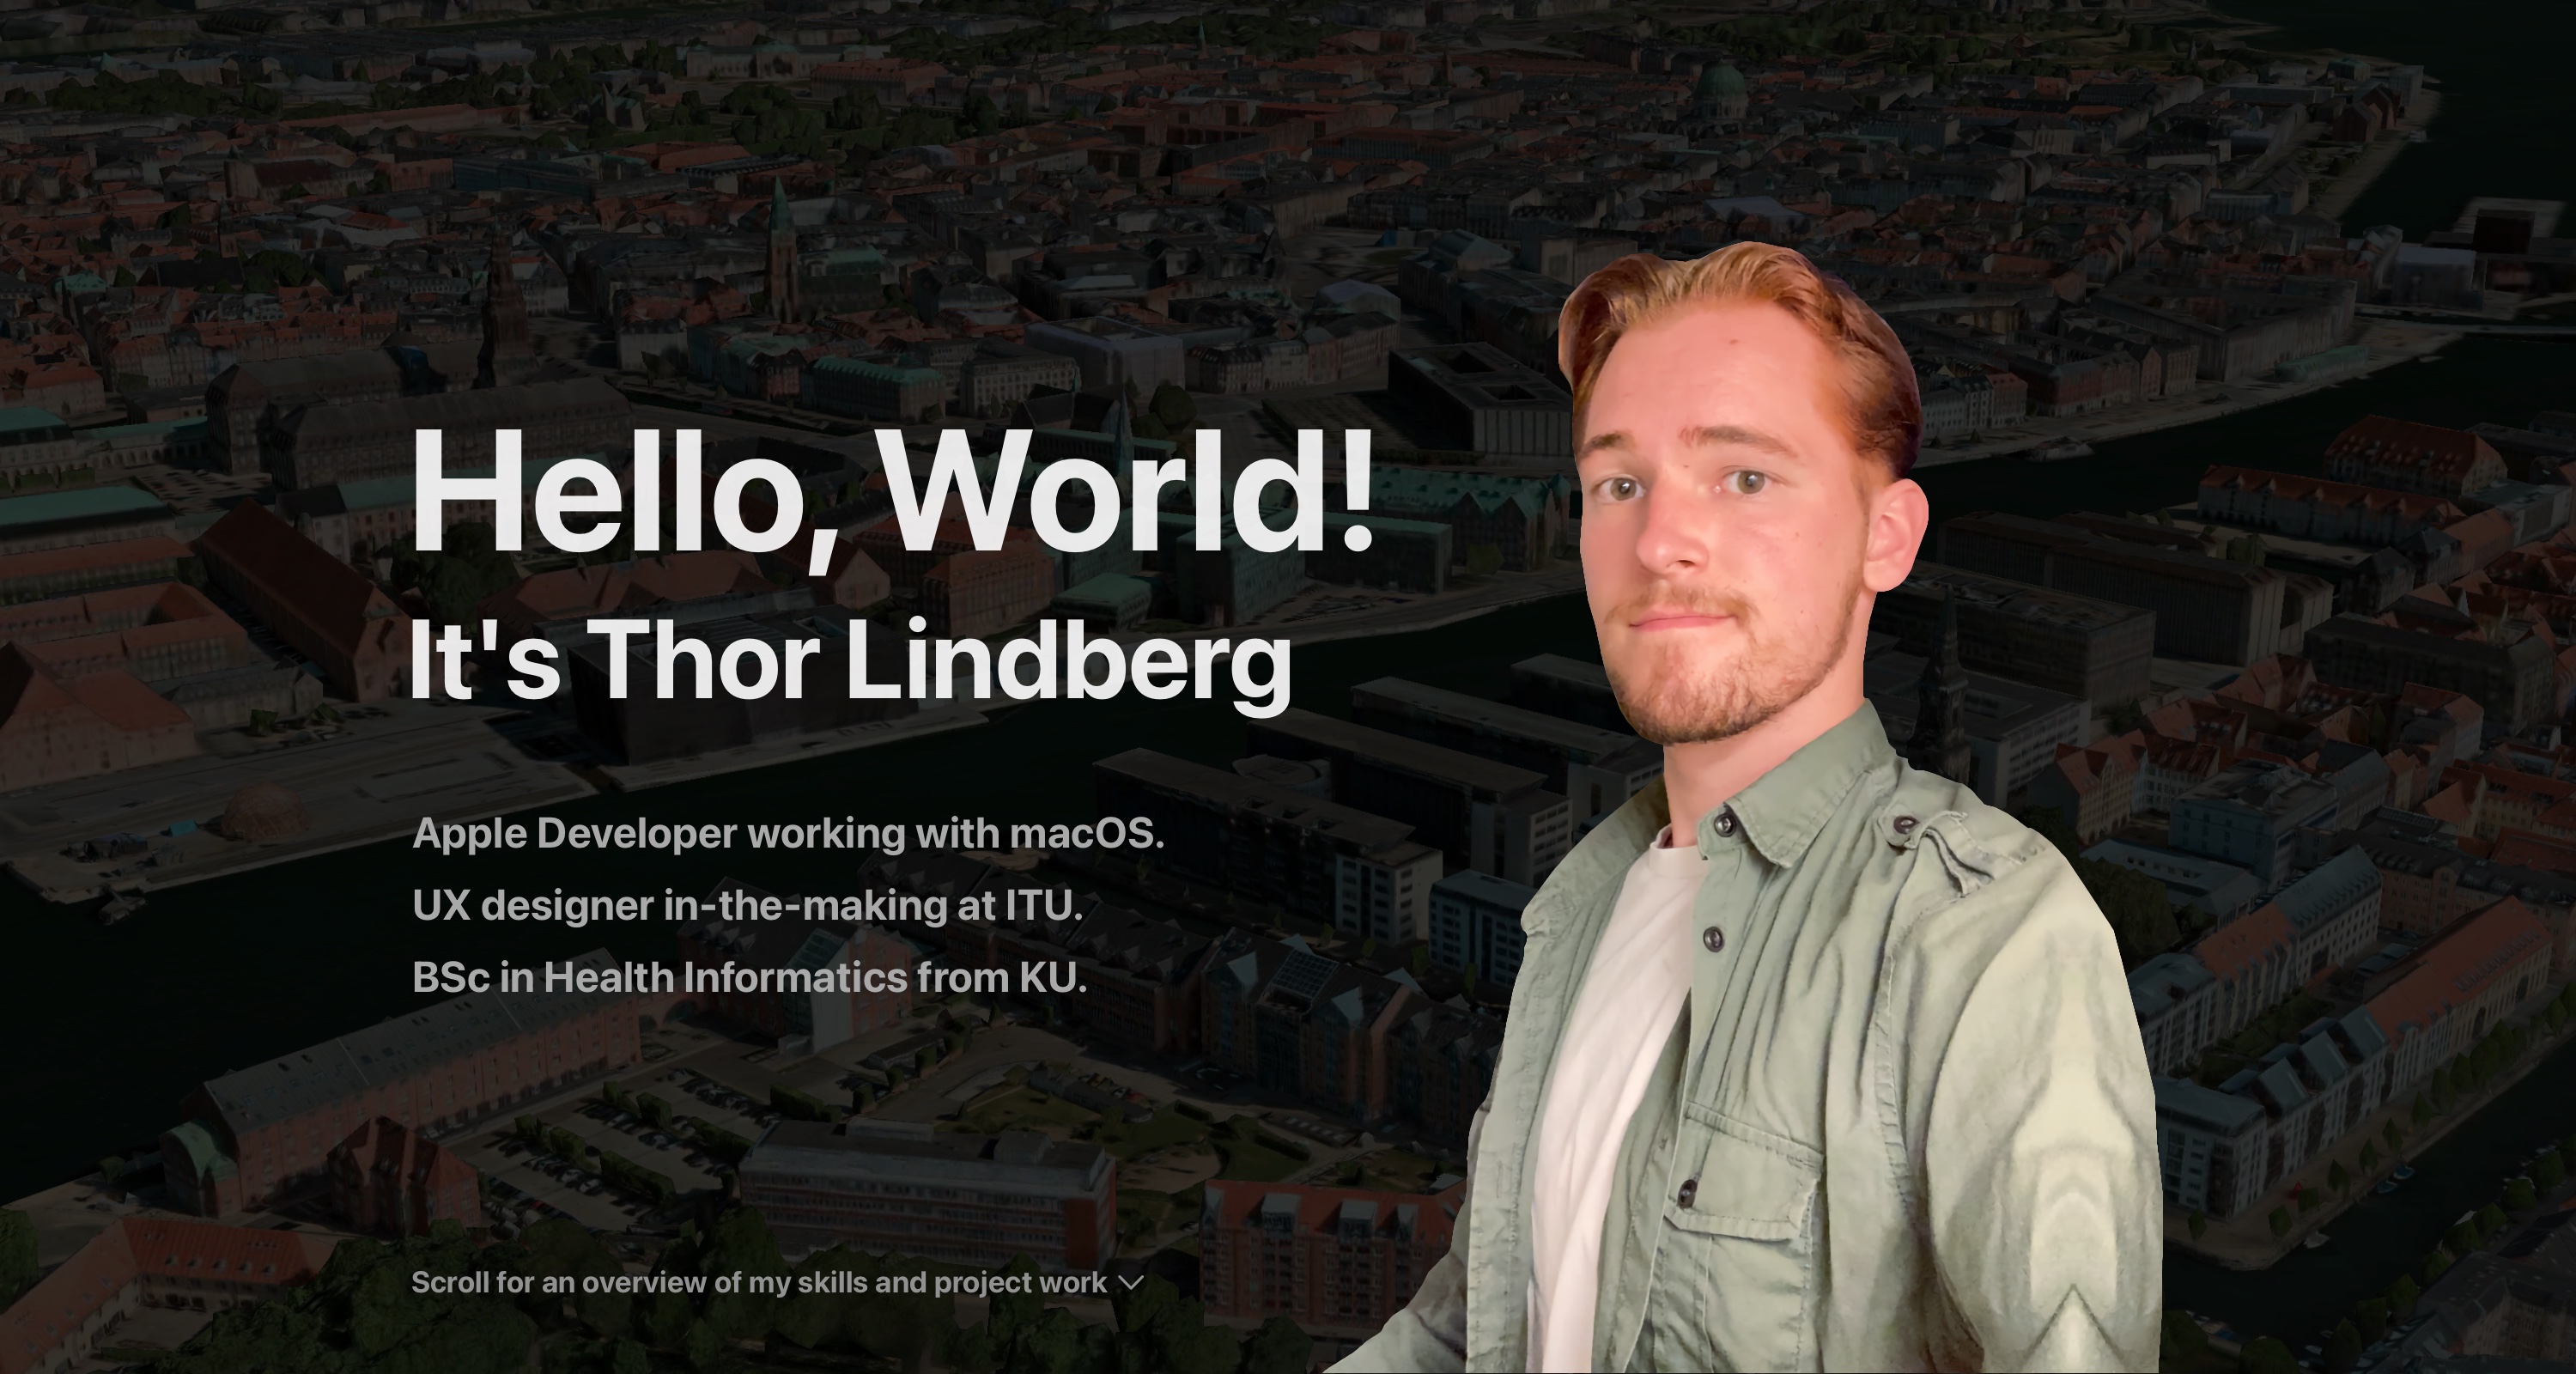 Hello, World!
It's Thor Lindberg
Apple Developer working with macOS.
UX designer in-the-making at ITU.
BSc in Health Informatics from KU.
Scroll for an overview of my skills and project work